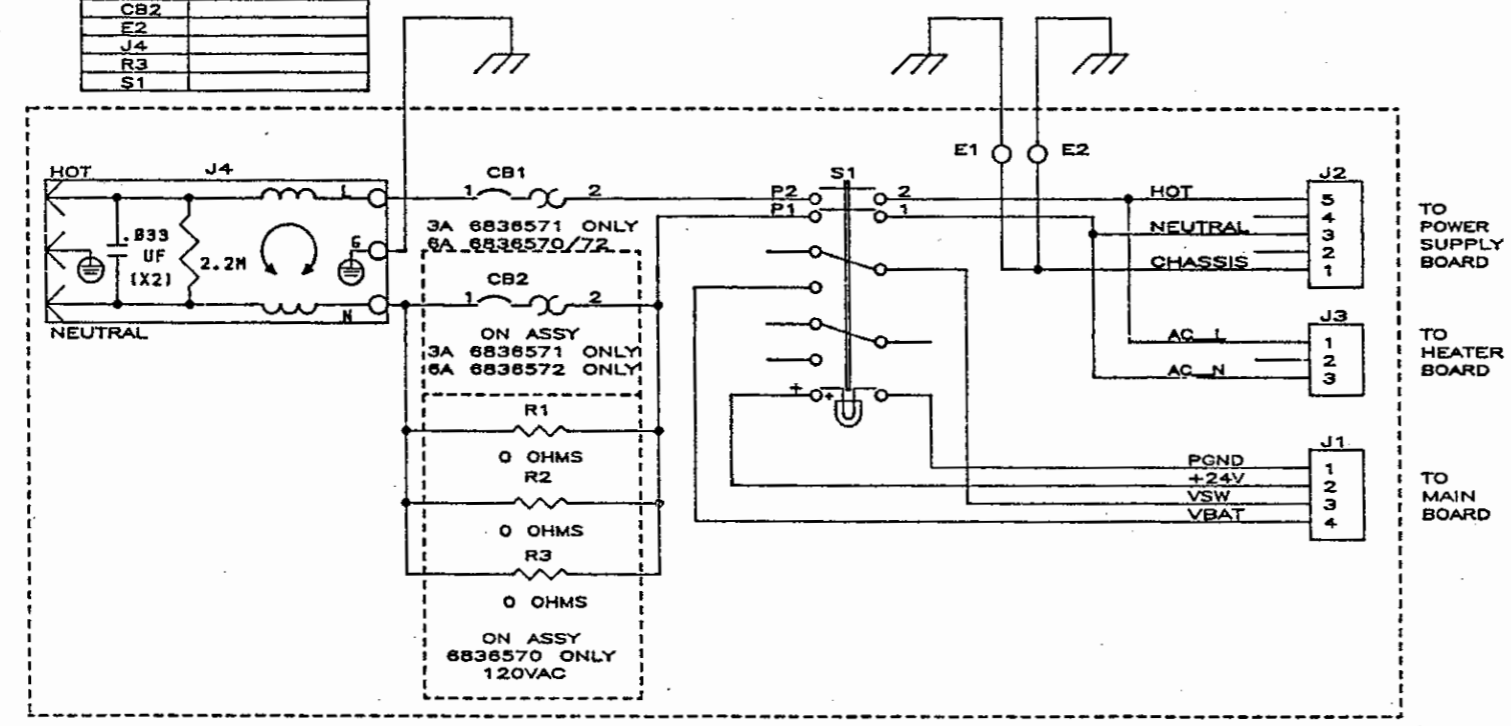 CB2
E2
J4
R3
S1
HOT
J4
L
G
N
.033
UF
(X2)
2.2M
NEUTRAL
CB1
1
2
3A 6836571 ONLY
6A 6836570/72
CB2
1
2
ON ASSY
3A 6836571 ONLY
6A 6836572 ONLY
R1
0 OHMS
R2
0 OHMS
R3
0 OHMS
ON ASSY
6836570 ONLY
120VAC
E1
E2
S1
P2
2
P1
1
+
+
J2
HOT
5
4
NEUTRAL
3
2
CHASSIS
1
TO
POWER
SUPPLY
BOARD
J3
AC_L
1
2
AC_N
3
TO
HEATER
BOARD
J1
PGND
1
+24V
2
VSW
3
VBAT
4
TO
MAIN
BOARD